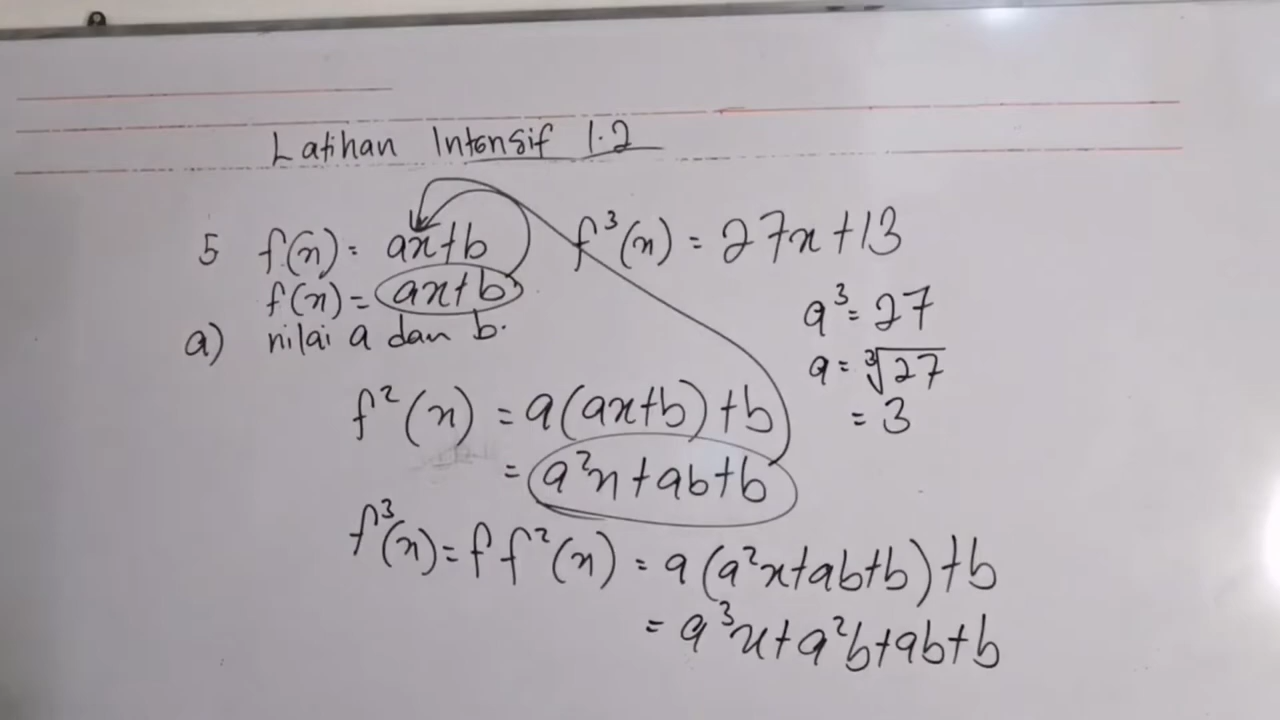 Latihan Intensif 1.2
5 f(x) = ax+b f³(x) = 27x+13
f(x) = ax+b
a) nilai a dan b.
a³ = 27
a = ∛27
= 3
f²(x) = a(ax+b)+b
= a²x+ab+b
f³(x) = f f²(x) = a(a²x+ab+b)+b
= a³x+a²b+ab+b